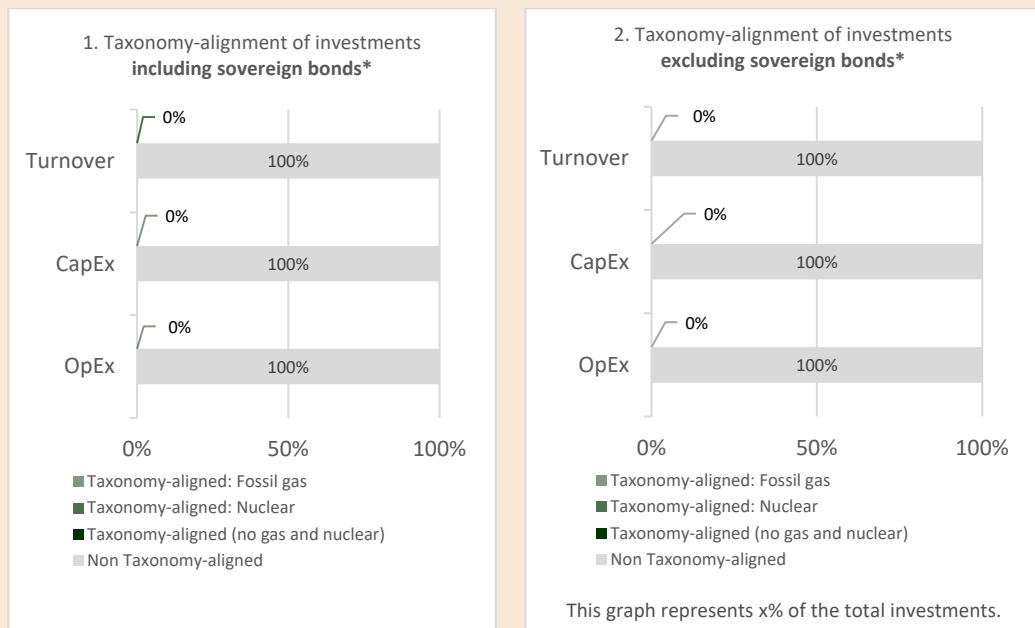 1. Taxonomy-alignment of investments
including sovereign bonds*
0%
Turnover
100%
0%
CapEx
100%
0%
OpEx
100%
0%
50%
100%
Taxonomy-aligned: Fossil gas
Taxonomy-aligned: Nuclear
Taxonomy-aligned (no gas and nuclear)
Non Taxonomy-aligned
2. Taxonomy-alignment of investments
excluding sovereign bonds*
0%
Turnover
100%
0%
CapEx
100%
0%
OpEx
100%
0%
50%
100%
Taxonomy-aligned: Fossil gas
Taxonomy-aligned: Nuclear
Taxonomy-aligned (no gas and nuclear)
Non Taxonomy-aligned
This graph represents x% of the total investments.